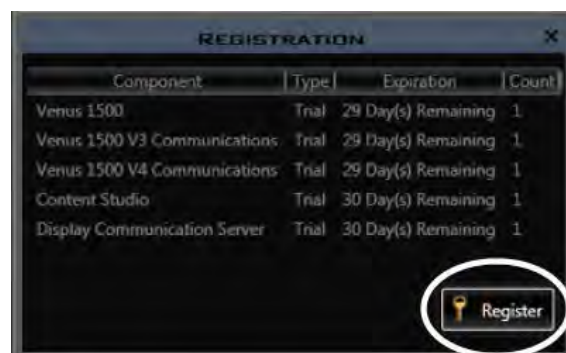 REGISTRATION ×
Component Type Expiration Count
Venus 1500 Trial 29 Day(s) Remaining 1
Venus 1500 V3 Communications Trial 29 Day(s) Remaining 1
Venus 1500 V4 Communications Trial 29 Day(s) Remaining 1
Content Studio Trial 30 Day(s) Remaining 1
Display Communication Server Trial 30 Day(s) Remaining 1
Register